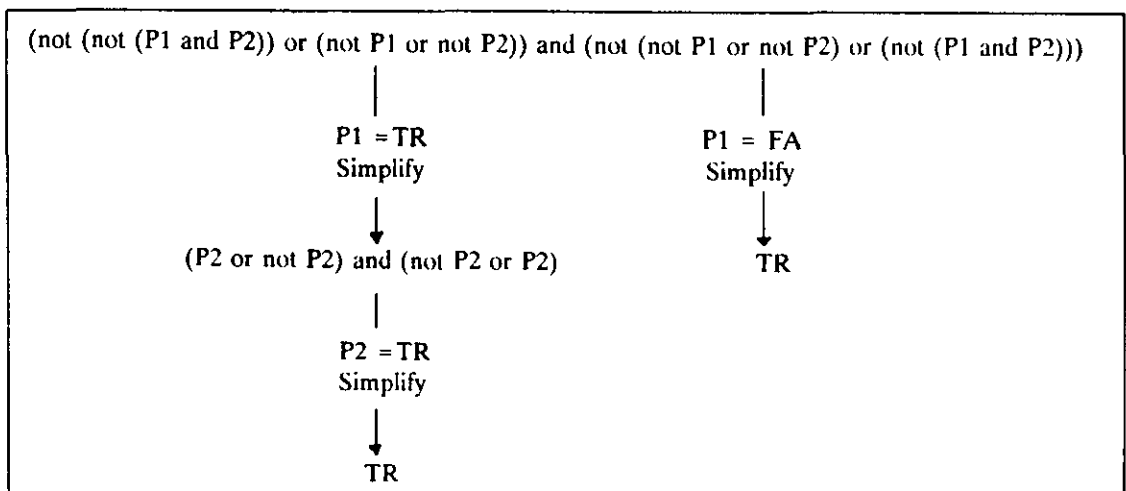 (not (not (P1 and P2)) or (not P1 or not P2)) and (not (not P1 or not P2) or (not (P1 and P2)))
P1 = TR
Simplify
P1 = FA
Simplify
(P2 or not P2) and (not P2 or P2)
TR
P2 = TR
Simplify
TR